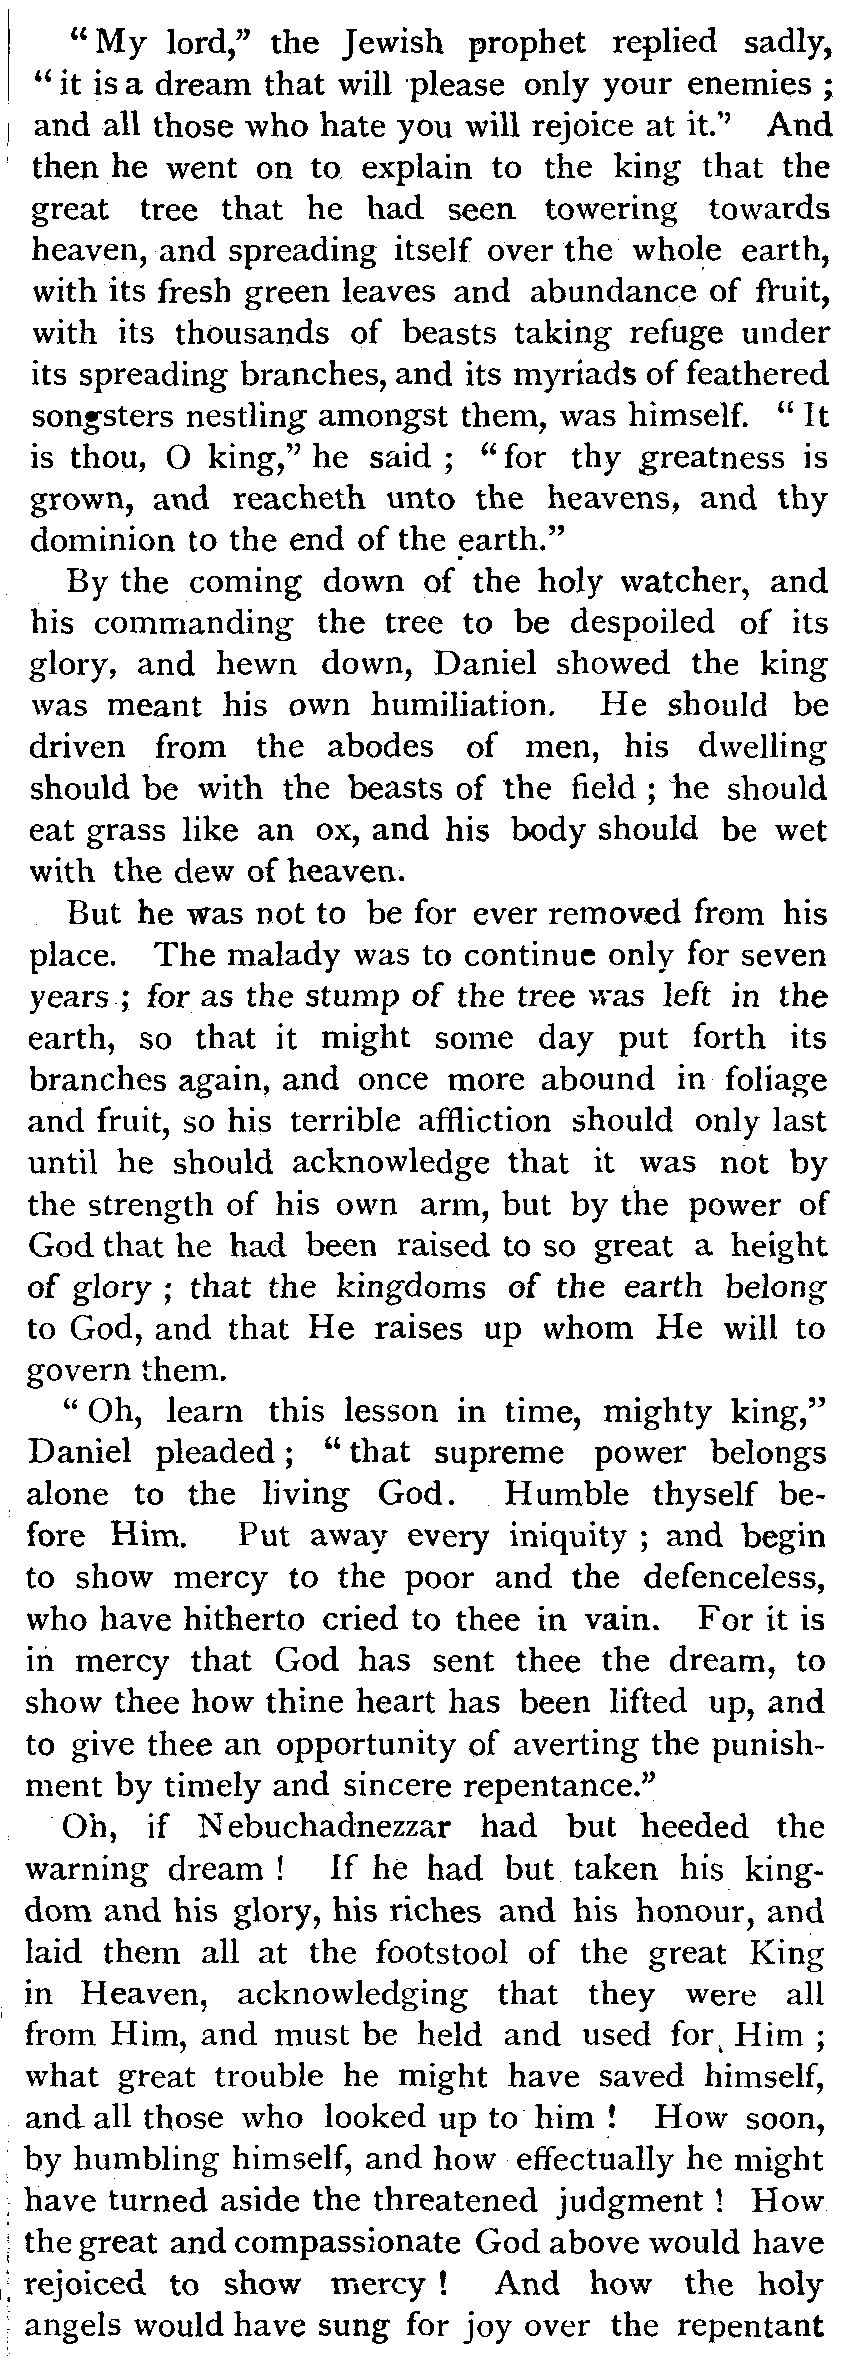 “My lord,” the Jewish prophet replied sadly,
“it is a dream that will please only your enemies ;
and all those who hate you will rejoice at it.” And
then he went on to explain to the king that the
great tree that he had seen towering towards
heaven, and spreading itself over the whole earth,
with its fresh green leaves and abundance of fruit,
with its thousands of beasts taking refuge under
its spreading branches, and its myriads of feathered
songsters nestling amongst them, was himself. “It
is thou, O king,” he said ; “for thy greatness is
grown, and reacheth unto the heavens, and thy
dominion to the end of the earth.”
By the coming down of the holy watcher, and
his commanding the tree to be despoiled of its
glory, and hewn down, Daniel showed the king
was meant his own humiliation. He should be
driven from the abodes of men, his dwelling
should be with the beasts of the field ; he should
eat grass like an ox, and his body should be wet
with the dew of heaven.
But he was not to be for ever removed from his
place. The malady was to continue only for seven
years ; for as the stump of the tree was left in the
earth, so that it might some day put forth its
branches again, and once more abound in foliage
and fruit, so his terrible affliction should only last
until he should acknowledge that it was not by
the strength of his own arm, but by the power of
God that he had been raised to so great a height
of glory ; that the kingdoms of the earth belong
to God, and that He raises up whom He will to
govern them.
“Oh, learn this lesson in time, mighty king,”
Daniel pleaded ; “that supreme power belongs
alone to the living God. Humble thyself be-
fore Him. Put away every iniquity ; and begin
to show mercy to the poor and the defenceless,
who have hitherto cried to thee in vain. For it is
in mercy that God has sent thee the dream, to
show thee how thine heart has been lifted up, and
to give thee an opportunity of averting the punish-
ment by timely and sincere repentance.”
Oh, if Nebuchadnezzar had but heeded the
warning dream ! If he had but taken his king-
dom and his glory, his riches and his honour, and
laid them all at the footstool of the great King
in Heaven, acknowledging that they were all
from Him, and must be held and used for Him ;
what great trouble he might have saved himself,
and all those who looked up to him ! How soon,
by humbling himself, and how effectually he might
have turned aside the threatened judgment ! How
the great and compassionate God above would have
rejoiced to show mercy ! And how the holy
angels would have sung for joy over the repentant